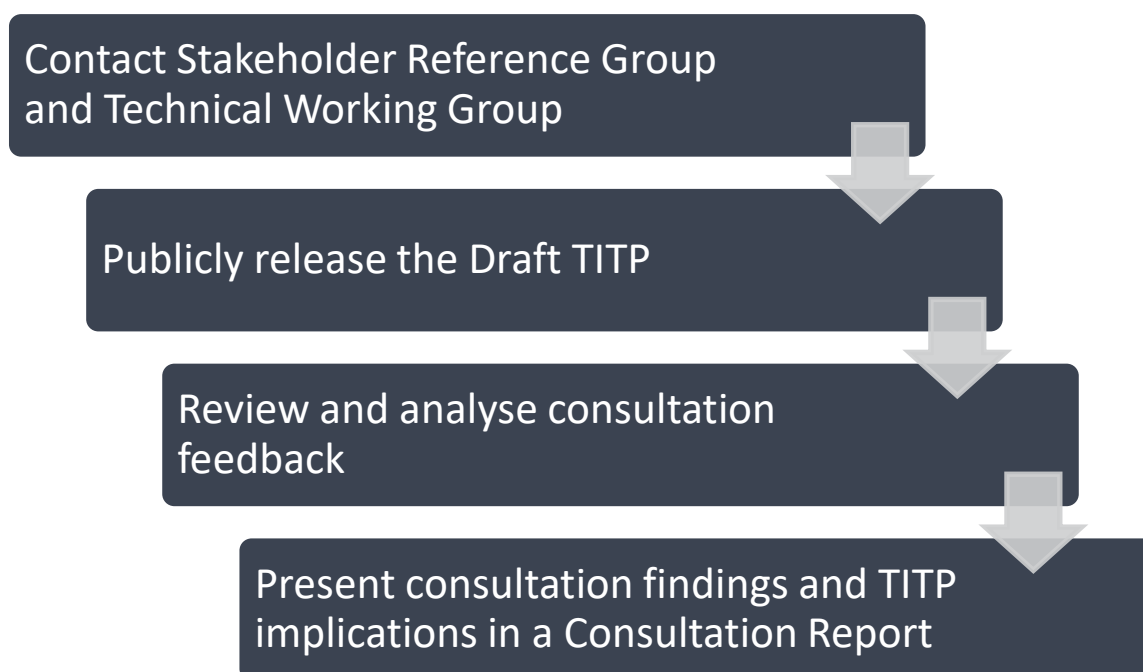 Contact Stakeholder Reference Group
and Technical Working Group
Publicly release the Draft TITP
Review and analyse consultation
feedback
Present consultation findings and TITP
implications in a Consultation Report